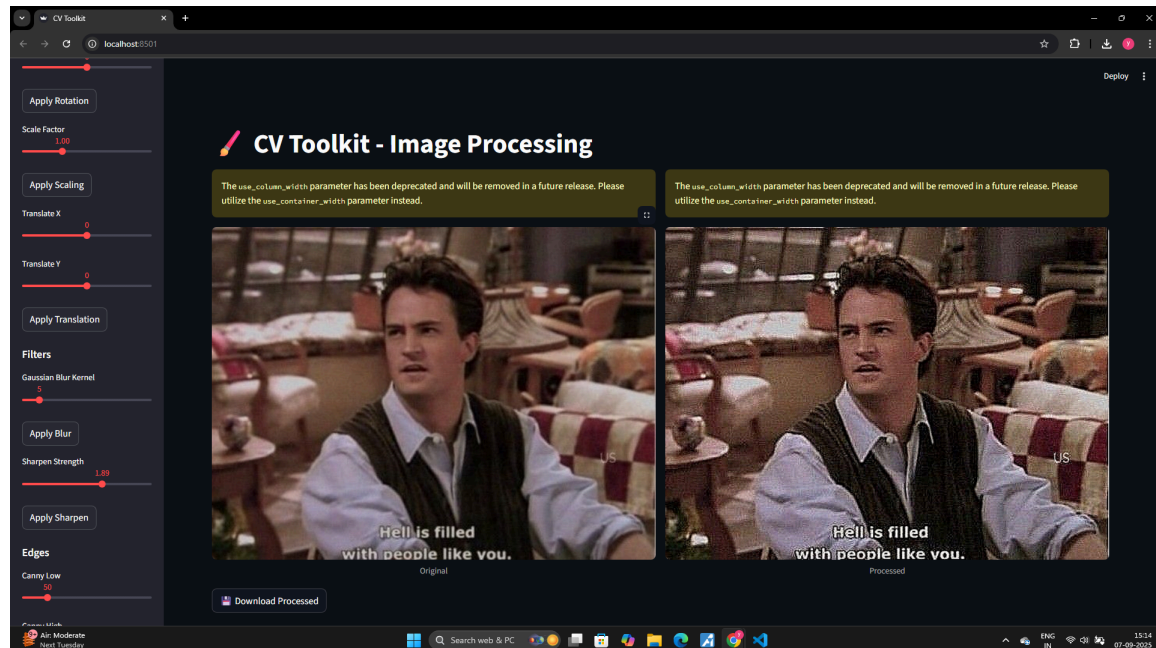 CV Toolkit
localhost:8501
Deploy
Apply Rotation
Scale Factor
1.00
Apply Scaling
Translate X
0
Translate Y
0
Apply Translation
Filters
Gaussian Blur Kernel
5
Apply Blur
Sharpen Strength
1.89
Apply Sharpen
Edges
Canny Low
50
Canny High
CV Toolkit - Image Processing
The use_column_width parameter has been deprecated and will be removed in a future release. Please
utilize the use_container_width parameter instead.
The use_column_width parameter has been deprecated and will be removed in a future release. Please
utilize the use_container_width parameter instead.
US
Hell is filled
with people like you.
Original
US
Hell is filled
with people like you.
Processed
Download Processed
Air: Moderate
Next Tuesday
Search web & PC
ENG
IN
15:14
07-09-2025